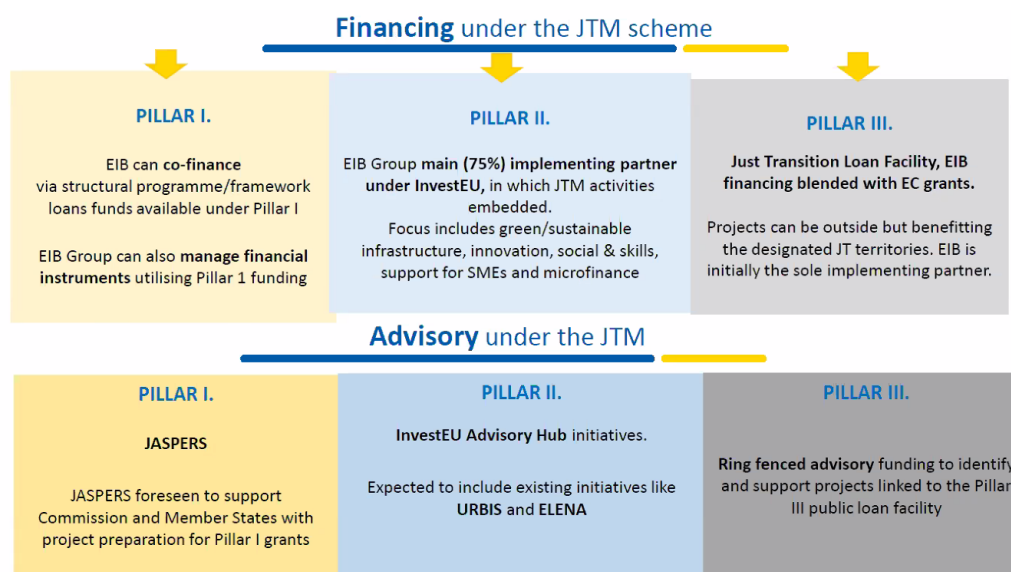 Financing under the JTM scheme
PILLAR I.
EIB can co-finance
via structural programme/framework
loans funds available under Pillar I
EIB Group can also manage financial
instruments utilising Pillar 1 funding
PILLAR II.
EIB Group main (75%) implementing partner
under InvestEU, in which JTM activities
embedded.
Focus includes green/sustainable
infrastructure, innovation, social & skills,
support for SMEs and microfinance
PILLAR III.
Just Transition Loan Facility, EIB
financing blended with EC grants.
Projects can be outside but benefitting
the designated JT territories. EIB is
initially the sole implementing partner.
Advisory under the JTM
PILLAR I.
JASPERS
JASPERS foreseen to support
Commission and Member States with
project preparation for Pillar I grants
PILLAR II.
InvestEU Advisory Hub initiatives.
Expected to include existing initiatives like
URBIS and ELENA
PILLAR III.
Ring fenced advisory funding to identify
and support projects linked to the Pillar
III public loan facility